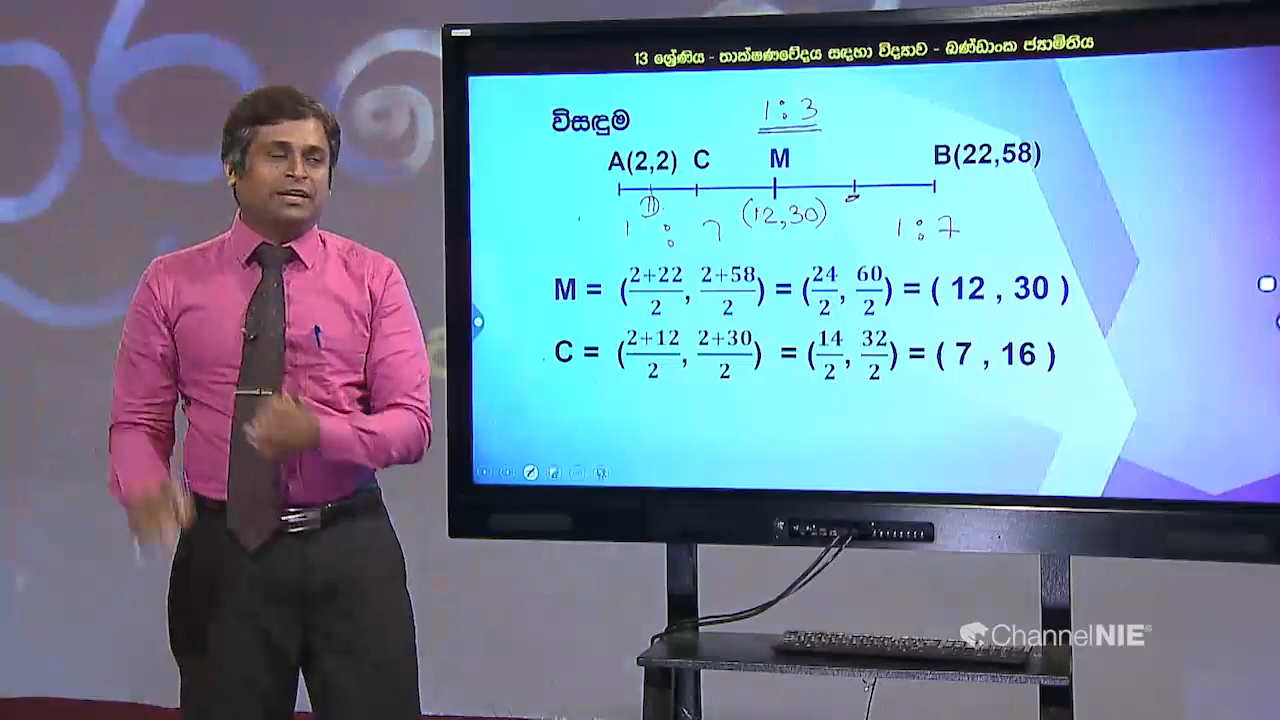 13 ශ්‍රේණිය - තාක්ෂණවේදය සඳහා විද්‍යාව - ඛණ්ඩාංක ජ්‍යාමිතිය
විසඳුම
1:3
A(2,2) C M B(22,58)
D (12,30)
1 : 7 1:7
M = (2+22/2, 2+58/2) = (24/2, 60/2) = ( 12 , 30 )
C = (2+12/2, 2+30/2) = (14/2, 32/2) = ( 7 , 16 )
ChannelNIE